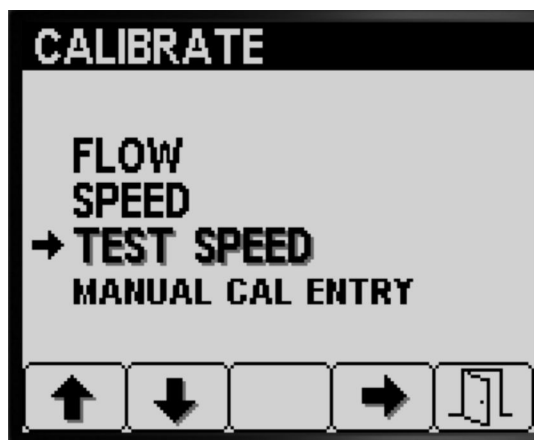 CALIBRATE
FLOW
SPEED
TEST SPEED
MANUAL CAL ENTRY